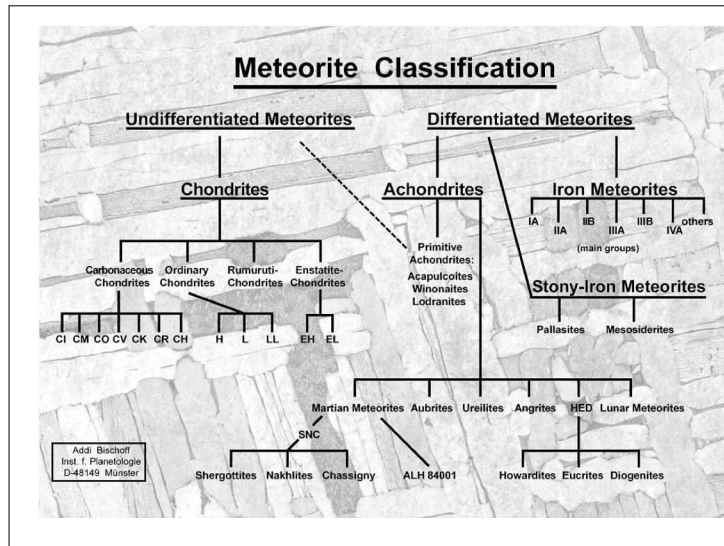 Meteorite Classification
Undifferentiated Meteorites
Differentiated Meteorites
Chondrites
Achondrites
Iron Meteorites
IA
IIA
IIB
IIIA
IIIB
IVA
others
(main groups)
Primitive
Achondrites:
Acapulcoites
Winonaites
Lodranites
Carbonaceous
Chondrites
Ordinary
Chondrites
Rumuruti-
Chondrites
Enstatite-
Chondrites
Stony-Iron Meteorites
Pallasites
Mesosiderites
CI CM CO CV CK CR CH
H L LL
EH EL
Martian Meteorites
Aubrites
Ureilites
Angrites
HED
Lunar Meteorites
SNC
Shergottites
Nakhlites
Chassigny
ALH 84001
Howardites
Eucrites
Diogenites
Addi Bischoff
Inst. f. Planetologie
D-48149 Münster